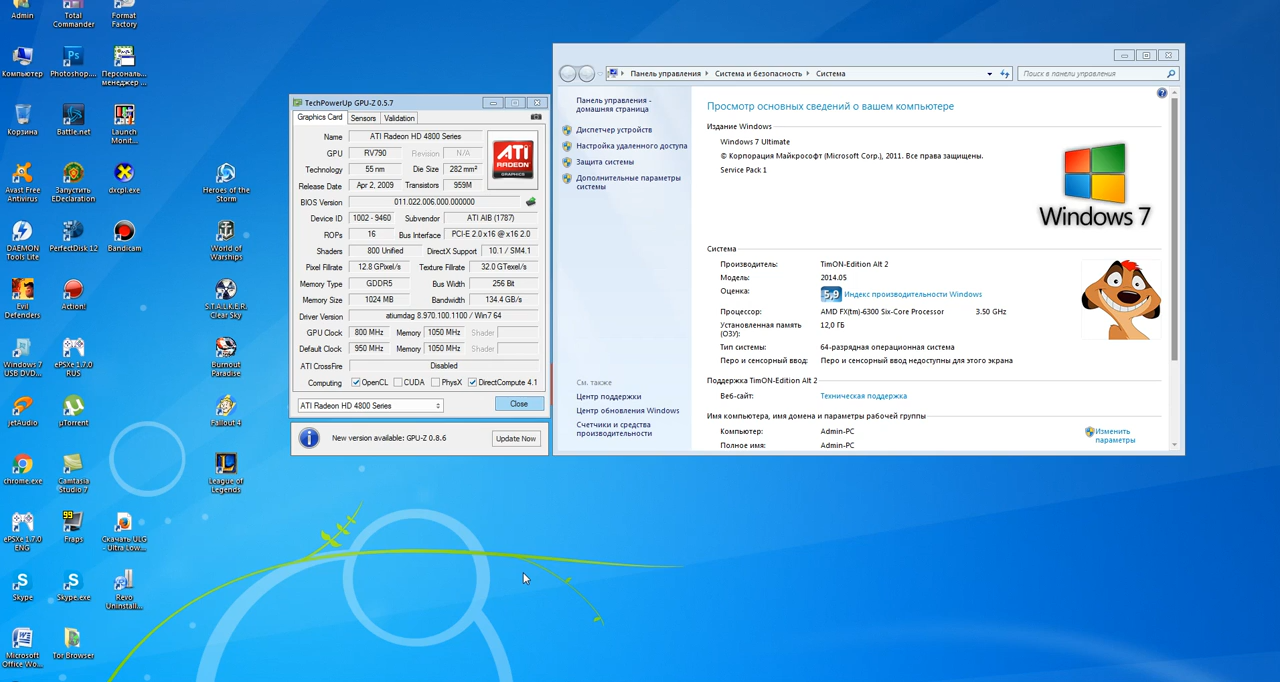 Admin
Total
Commander
Format
Factory
Компьютер
Photoshop....
Персональ...
менеджер ...
Корзина
Battle.net
Launch
Monit...
Avast Free
Antivirus
Запустить
EDeclaration
dxcpl.exe
Heroes of the
Storm
DAEMON
Tools Lite
PerfectDisk 12
Bandicam
World of
Warships
Evil
Defenders
Action!
S.T.A.L.K.E.R.
Clear Sky
Windows 7
USB DVD...
ePSXe 1.7.0
RUS
Burnout
Paradise
jetAudio
µTorrent
Fallout 4
chrome.exe
Camtasia
Studio 7
League of
Legends
ePSXe 1.7.0
ENG
99
Fraps
Скачать ULG
- Ultra Low...
Skype
Skype.exe
Revo
Uninstall...
Microsoft
Office Wo...
Tor Browser
TechPowerUp GPU-Z 0.5.7
Graphics Card Sensors Validation
Name ATI Radeon HD 4800 Series
GPU RV790 Revision N/A
Technology 55 nm Die Size 282 mm²
Release Date Apr 2, 2009 Transistors 959M
ATI
RADEON
GRAPHICS
BIOS Version 011.022.006.000.000000
Device ID 1002 - 9460 Subvendor ATI AIB (1787)
ROPs 16 Bus Interface PCI-E 2.0 x16 @ x16 2.0
Shaders 800 Unified DirectX Support 10.1 / SM4.1
Pixel Fillrate 12.8 GPixel/s Texture Fillrate 32.0 GTexel/s
Memory Type GDDR5 Bus Width 256 Bit
Memory Size 1024 MB Bandwidth 134.4 GB/s
Driver Version atiumdag 8.970.100.1100 / Win7 64
GPU Clock 800 MHz Memory 1050 MHz Shader
Default Clock 950 MHz Memory 1050 MHz Shader
ATI CrossFire Disabled
Computing OpenCL CUDA PhysX DirectCompute 4.1
ATI Radeon HD 4800 Series Close
New version available: GPU-Z 0.8.6 Update Now
Панель управления Система и безопасность Система
Поиск в панели управления
Панель управления -
домашняя страница
Диспетчер устройств
Настройка удаленного доступа
Защита системы
Дополнительные параметры
системы
См. также
Центр поддержки
Центр обновления Windows
Счетчики и средства
производительности
Просмотр основных сведений о вашем компьютере
Издание Windows
Windows 7 Ultimate
© Корпорация Майкрософт (Microsoft Corp.), 2011. Все права защищены.
Service Pack 1
Windows 7
Система
Производитель: TimON-Edition Alt 2
Модель: 2014.05
Оценка: 5,9 Индекс производительности Windows
Процессор: AMD FX(tm)-6300 Six-Core Processor 3.50 GHz
Установленная память
(ОЗУ): 12,0 ГБ
Тип системы: 64-разрядная операционная система
Перо и сенсорный ввод: Перо и сенсорный ввод недоступны для этого экрана
Поддержка TimON-Edition Alt 2
Веб-сайт: Техническая поддержка
Имя компьютера, имя домена и параметры рабочей группы
Компьютер: Admin-PC
Полное имя: Admin-PC
Изменить
параметры